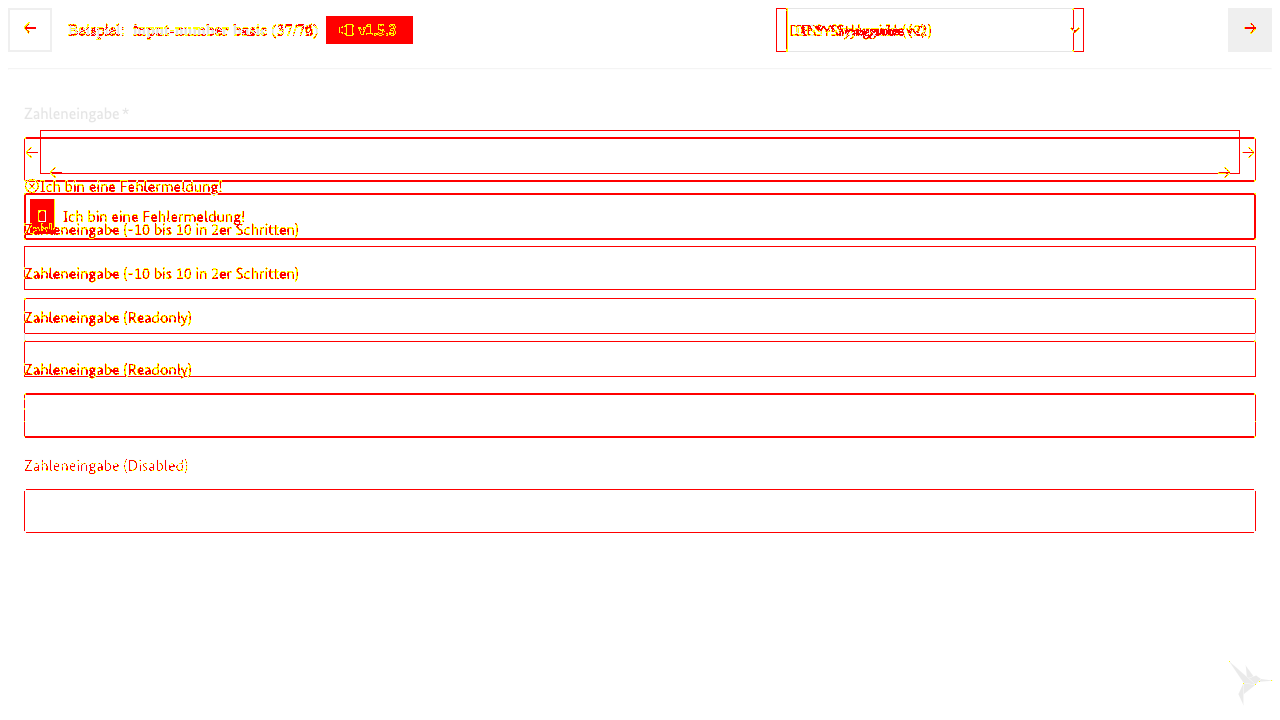 Beispiel: input-number basic (37/76) v1.5.3
Zahleneingabe *
Ich bin eine Fehlermeldung!
Ich bin eine Fehlermeldung!
Zahleneingabe (-10 bis 10 in 2er Schritten)
Zahleneingabe (-10 bis 10 in 2er Schritten)
Zahleneingabe (Readonly)
Zahleneingabe (Readonly)
Zahleneingabe (Disabled)